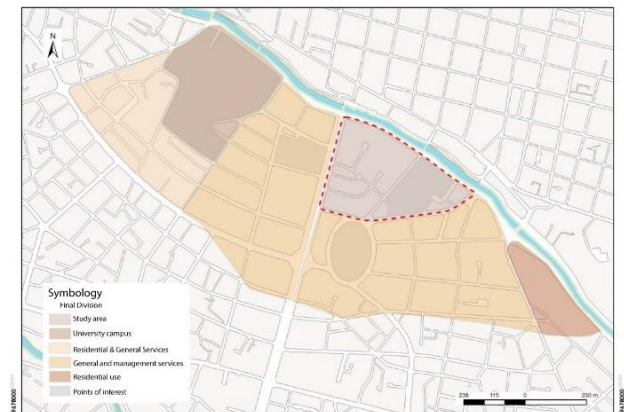 N
Symbology
Final Division
Study area
University campus
Residential & General Services
General and management services
Residential use
Points of interest
230 115 0 230 m